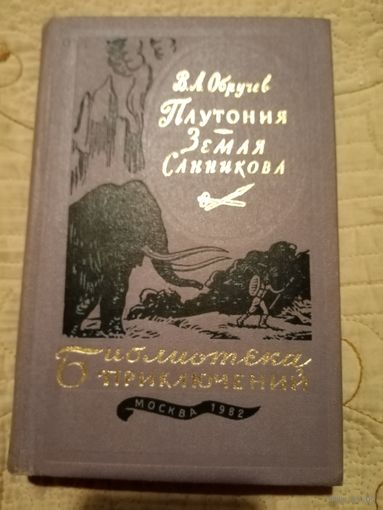 В.А.Обручев
Плутония
Земля
Санникова
Библиотека
приключений
МОСКВА 1982